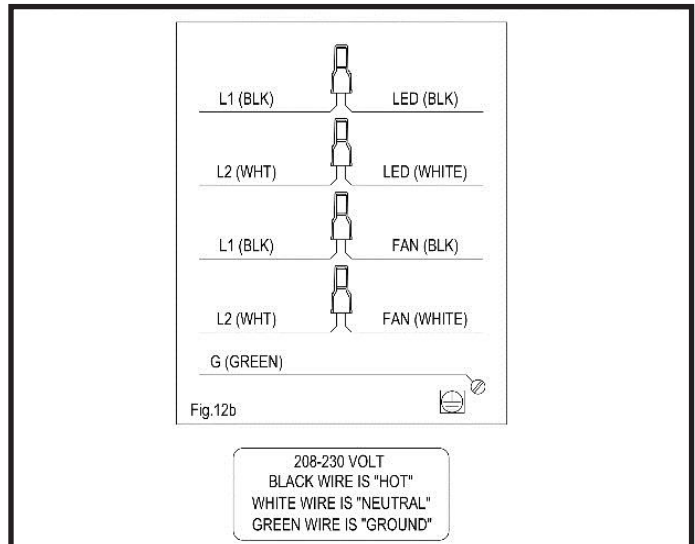 L1 (BLK) LED (BLK)
L2 (WHT) LED (WHITE)
L1 (BLK) FAN (BLK)
L2 (WHT) FAN (WHITE)
G (GREEN)
Fig.12b
208-230 VOLT
BLACK WIRE IS "HOT"
WHITE WIRE IS "NEUTRAL"
GREEN WIRE IS "GROUND"